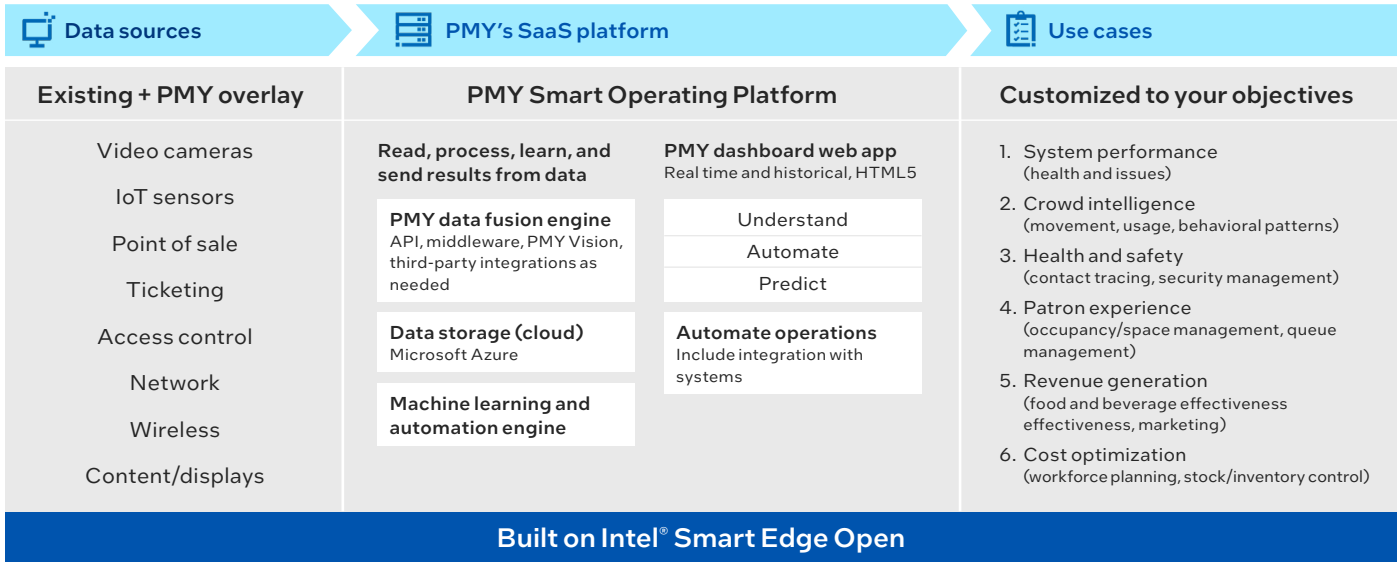 Data sources
PMY's SaaS platform
Use cases
Existing + PMY overlay
Video cameras
IoT sensors
Point of sale
Ticketing
Access control
Network
Wireless
Content/displays
PMY Smart Operating Platform
Read, process, learn, and
send results from data
PMY data fusion engine
API, middleware, PMY Vision,
third-party integrations as
needed
Data storage (cloud)
Microsoft Azure
Machine learning and
automation engine
PMY dashboard web app
Real time and historical, HTML5
Understand
Automate
Predict
Automate operations
Include integration with
systems
Customized to your objectives
1. System performance
(health and issues)
2. Crowd intelligence
(movement, usage, behavioral patterns)
3. Health and safety
(contact tracing, security management)
4. Patron experience
(occupancy/space management, queue
management)
5. Revenue generation
(food and beverage effectiveness
effectiveness, marketing)
6. Cost optimization
(workforce planning, stock/inventory control)
Built on Intel® Smart Edge Open